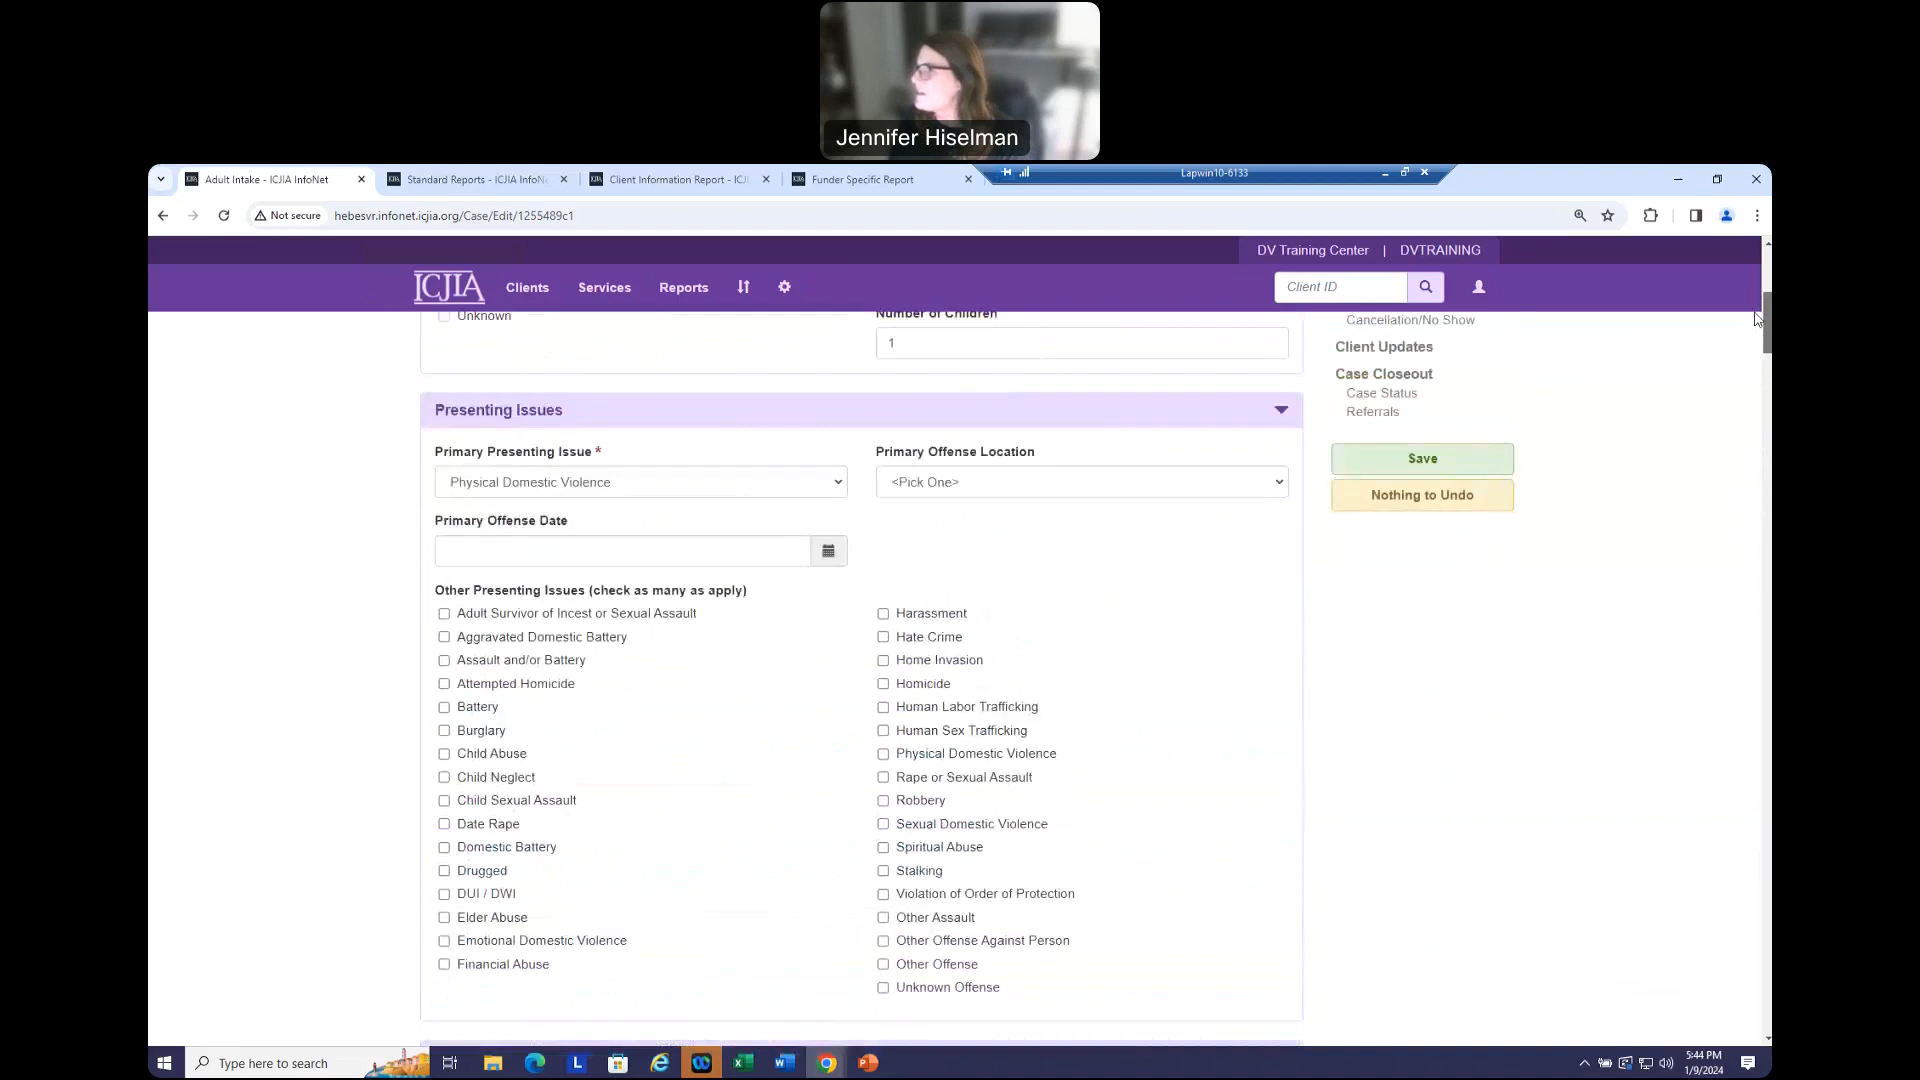 Jennifer Hiselman
Adult Intake - ICJIA InfoNet
Standard Reports - ICJIA InfoNe
Client Information Report - ICJI
Funder Specific Report
Lapwin10-6133
Not secure
hebesvr.infonet.icjia.org/Case/Edit/1255489c1
DV Training Center | DVTRAINING
ICJIA
Clients
Services
Reports
Client ID
Unknown
Number of Children
1
Cancellation/No Show
Client Updates
Case Closeout
Case Status
Referrals
Save
Nothing to Undo
Presenting Issues
Primary Presenting Issue *
Primary Offense Location
Physical Domestic Violence
<Pick One>
Primary Offense Date
Other Presenting Issues (check as many as apply)
Adult Survivor of Incest or Sexual Assault
Aggravated Domestic Battery
Assault and/or Battery
Attempted Homicide
Battery
Burglary
Child Abuse
Child Neglect
Child Sexual Assault
Date Rape
Domestic Battery
Drugged
DUI / DWI
Elder Abuse
Emotional Domestic Violence
Financial Abuse
Harassment
Hate Crime
Home Invasion
Homicide
Human Labor Trafficking
Human Sex Trafficking
Physical Domestic Violence
Rape or Sexual Assault
Robbery
Sexual Domestic Violence
Spiritual Abuse
Stalking
Violation of Order of Protection
Other Assault
Other Offense Against Person
Other Offense
Unknown Offense
Type here to search
5:44 PM
1/9/2024